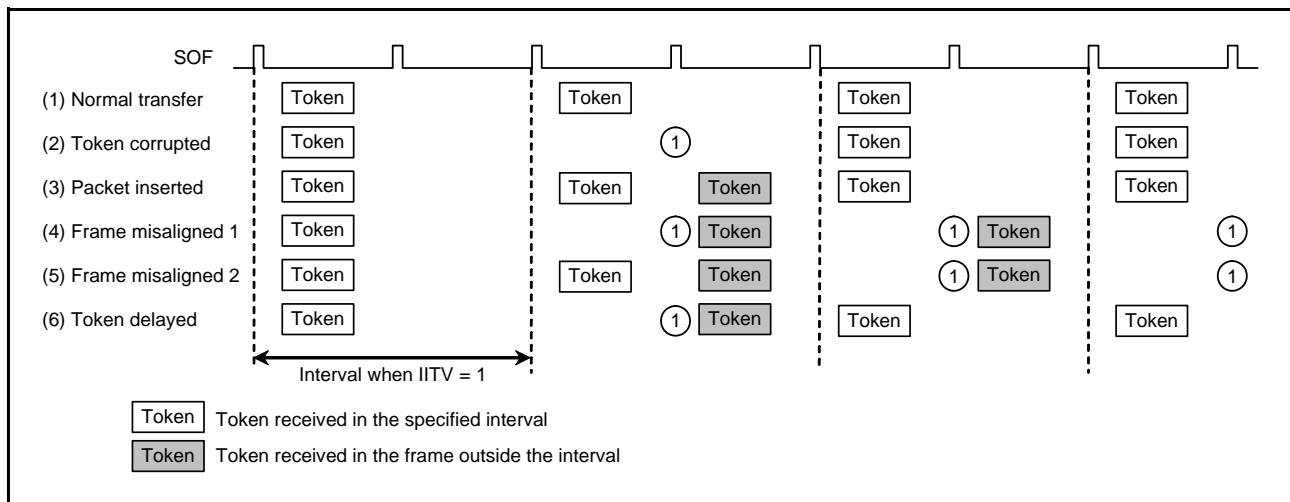 SOF
(1) Normal transfer Token Token Token Token
(2) Token corrupted Token 1 Token Token
(3) Packet inserted Token Token Token Token Token
(4) Frame misaligned 1 Token 1 Token 1 Token 1
(5) Frame misaligned 2 Token Token Token 1 Token 1
(6) Token delayed Token 1 Token Token Token
Interval when IITV = 1
Token Token received in the specified interval
Token Token received in the frame outside the interval